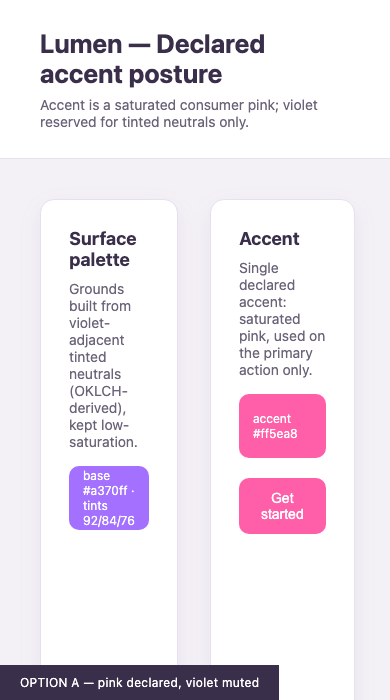 Lumen — Declared
accent posture
Accent is a saturated consumer pink; violet
reserved for tinted neutrals only.
Surface
palette
Grounds
built from
violet-
adjacent
tinted
neutrals
(OKLCH-
derived),
kept low-
saturation.
base
#a370ff ·
tints
92/84/76
Accent
Single
declared
accent:
saturated
pink, used on
the primary
action only.
accent
#ff5ea8
Get
started
OPTION A — pink declared, violet muted